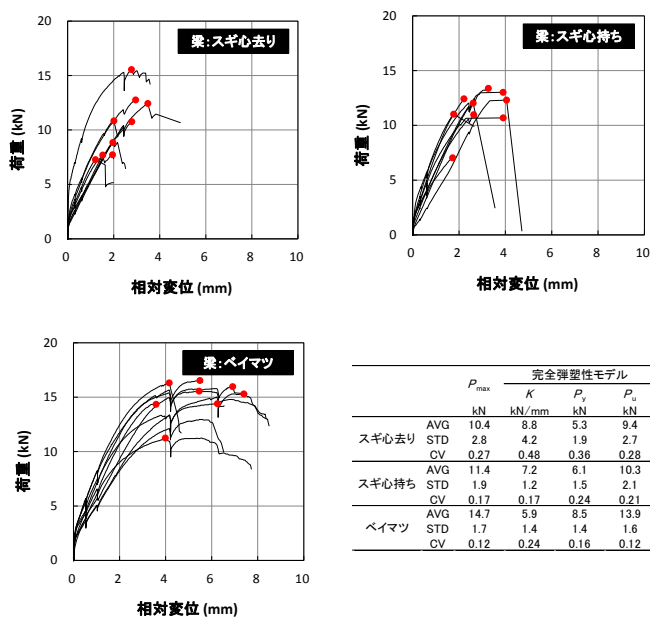 梁:スギ心去り
20
15
10
5
0
荷重 (kN)
0 2 4 6 8 10
相対変位 (mm)
梁:スギ心持ち
20
15
10
5
0
荷重 (kN)
0 2 4 6 8 10
相対変位 (mm)
梁:ベイマツ
20
15
10
5
0
荷重 (kN)
0 2 4 6 8 10
相対変位 (mm)
完全弾塑性モデル
Pmax K Py Pu
kN kN/mm kN kN
AVG 10.4 8.8 5.3 9.4
スギ心去り STD 2.8 4.2 1.9 2.7
CV 0.27 0.48 0.36 0.28
AVG 11.4 7.2 6.1 10.3
スギ心持ち STD 1.9 1.2 1.5 2.1
CV 0.17 0.17 0.24 0.21
AVG 14.7 5.9 8.5 13.9
ベイマツ STD 1.7 1.4 1.4 1.6
CV 0.12 0.24 0.16 0.12